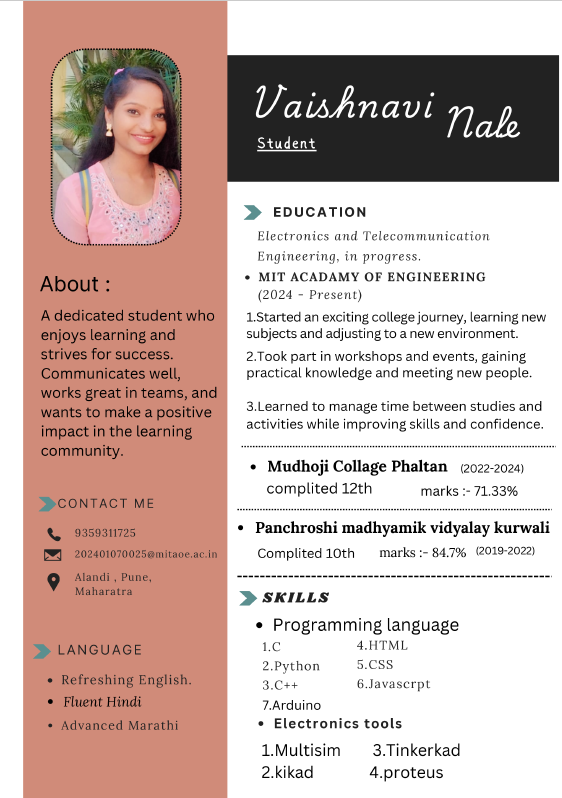 Vaishnavi Nale
Student
About :
A dedicated student who
enjoys learning and
strives for success.
Communicates well,
works great in teams, and
wants to make a positive
impact in the learning
community.
CONTACT ME
9359311725
202401070025@mitaoe.ac.in
Alandi , Pune,
Maharatra
LANGUAGE
• Refreshing English.
• Fluent Hindi
• Advanced Marathi
EDUCATION
Electronics and Telecommunication
Engineering, in progress.
• MIT ACADAMY OF ENGINEERING
(2024 - Present)
1.Started an exciting college journey, learning new
subjects and adjusting to a new environment.
2.Took part in workshops and events, gaining
practical knowledge and meeting new people.
3.Learned to manage time between studies and
activities while improving skills and confidence.
• Mudhoji Collage Phaltan (2022-2024)
complited 12th marks :- 71.33%
• Panchroshi madhyamik vidyalay kurwali
Complited 10th marks :- 84.7% (2019-2022)
SKILLS
• Programming language
1.C 4.HTML
2.Python 5.CSS
3.C++ 6.Javascrpt
7.Arduino
• Electronics tools
1.Multisim 3.Tinkerkad
2.kikad 4.proteus